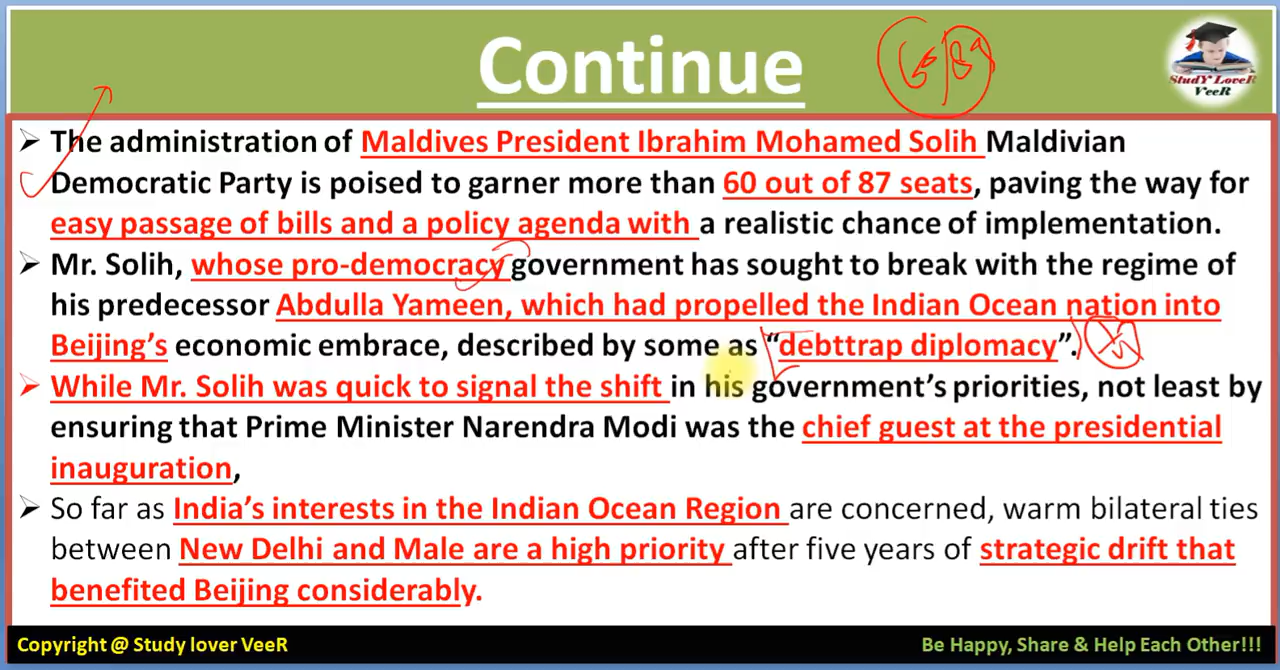 Continue
65/89
StudY LoveR
VeeR
➢ The administration of Maldives President Ibrahim Mohamed Solih Maldivian
Democratic Party is poised to garner more than 60 out of 87 seats, paving the way for
easy passage of bills and a policy agenda with a realistic chance of implementation.
➢ Mr. Solih, whose pro-democracy government has sought to break with the regime of
his predecessor Abdulla Yameen, which had propelled the Indian Ocean nation into
Beijing’s economic embrace, described by some as “debttrap diplomacy”.
➢ While Mr. Solih was quick to signal the shift in his government’s priorities, not least by
ensuring that Prime Minister Narendra Modi was the chief guest at the presidential
inauguration,
➢ So far as India’s interests in the Indian Ocean Region are concerned, warm bilateral ties
between New Delhi and Male are a high priority after five years of strategic drift that
benefited Beijing considerably.
Copyright @ Study lover VeeR
Be Happy, Share & Help Each Other!!!